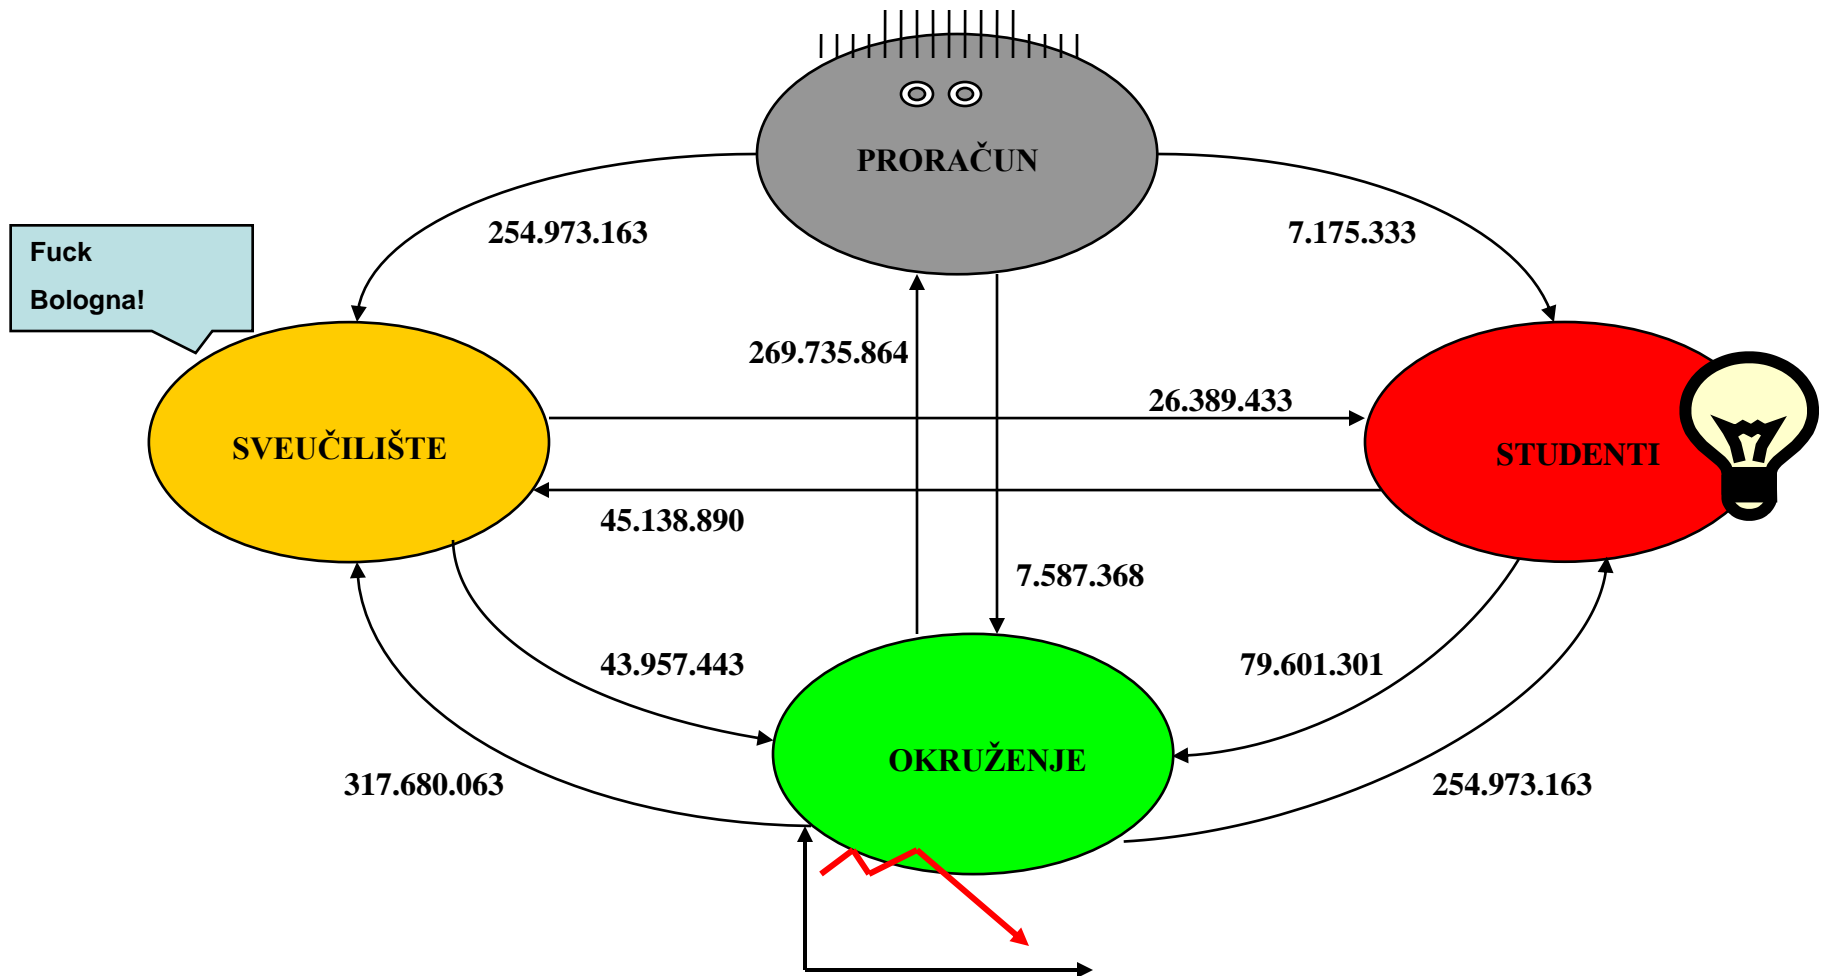 PRORAČUN
254.973.163
7.175.333
Fuck
Bologna!
269.735.864
26.389.433
SVEUČILIŠTE
STUDENTI
45.138.890
7.587.368
43.957.443
79.601.301
OKRUŽENJE
317.680.063
254.973.163